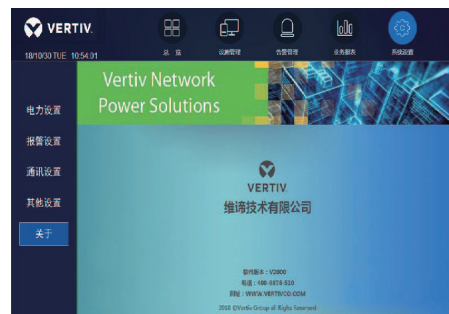 VERTIV.
18/10/30 TUE 10:54:01
总 览
设施管理
告警管理
业务报表
系统设置
电力设置
报警设置
通讯设置
其他设置
关于
Vertiv Network
Power Solutions
VERTIV.
维谛技术有限公司
软件版本：V2000
电话：400-8876-510
网址：WWW.VERTIVCO.COM
2018 ©Vertiv Group all Rights Reserved